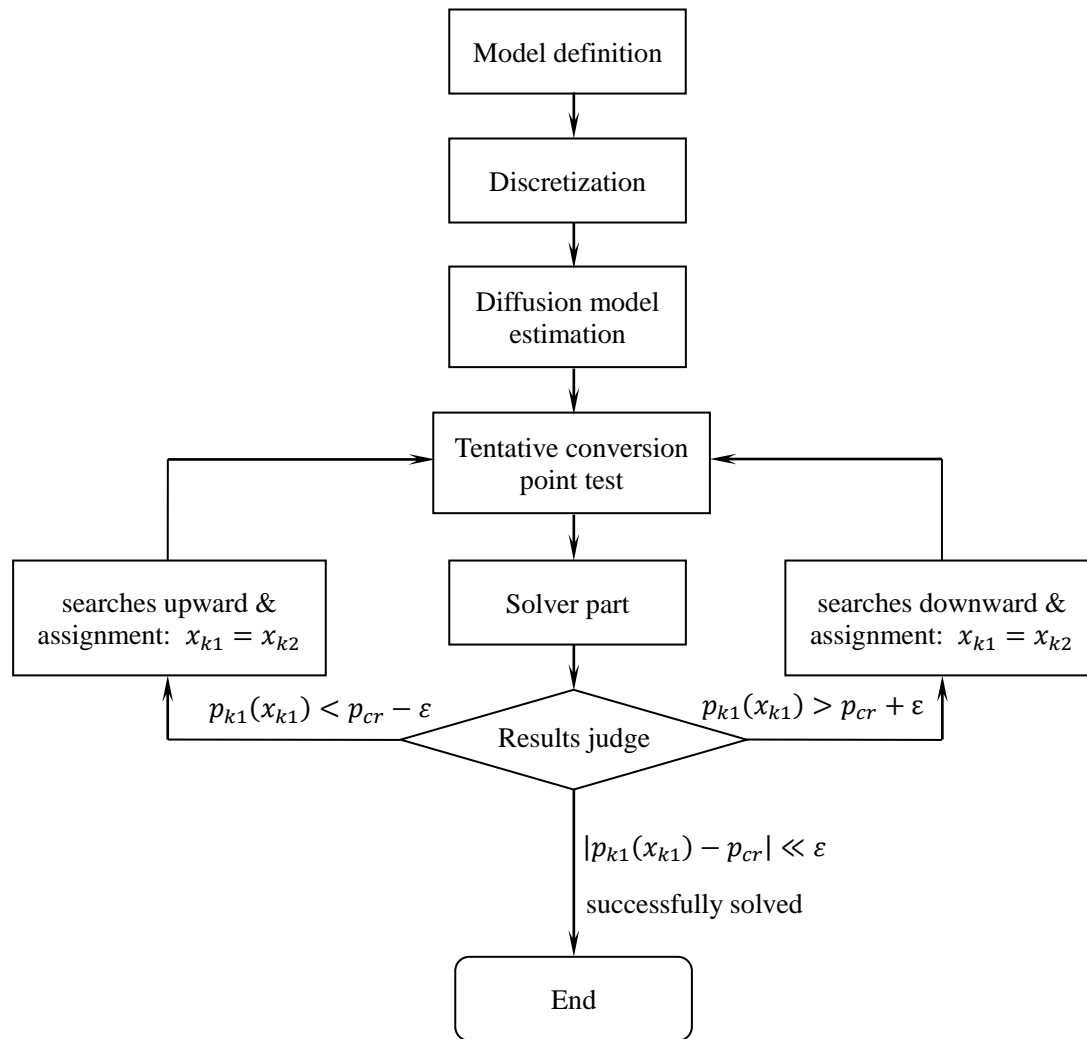 Model definition
Discretization
Diffusion model
estimation
Tentative conversion
point test
searches upward &
assignment: x_{k1} = x_{k2}
Solver part
searches downward &
assignment: x_{k1} = x_{k2}
p_{k1}(x_{k1}) < p_{cr} − ε
p_{k1}(x_{k1}) > p_{cr} + ε
Results judge
|p_{k1}(x_{k1}) − p_{cr}| ≪ ε
successfully solved
End